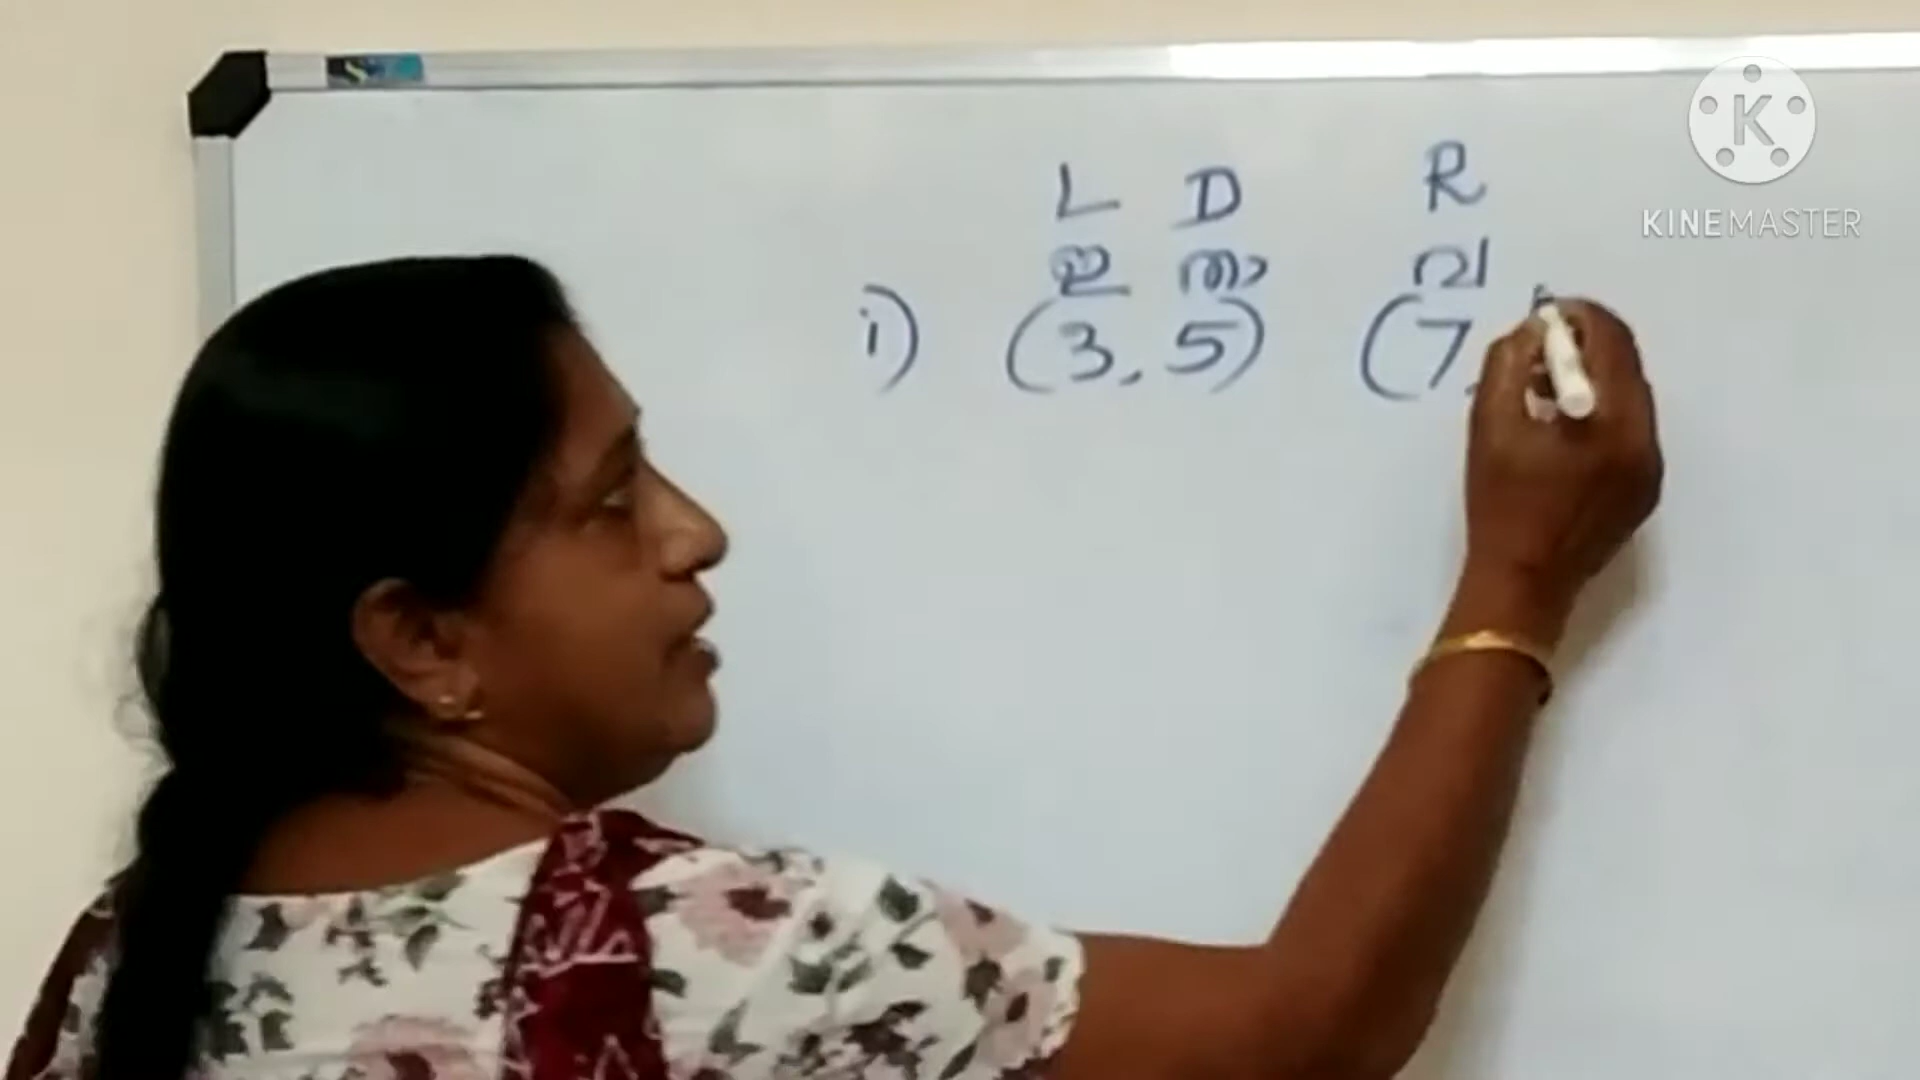 L D R
ഇ താ വ
i) (3, 5) (7,
K
KINEMASTER